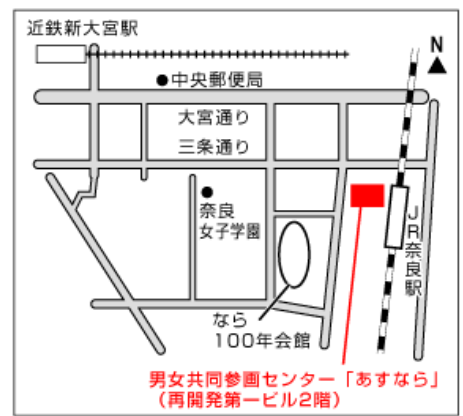 近鉄新大宮駅
N
●中央郵便局
大宮通り
三条通り
奈良
女子学園
JR奈良駅
なら
100年会館
男女共同参画センター「あすなら」
(再開発第一ビル2階)